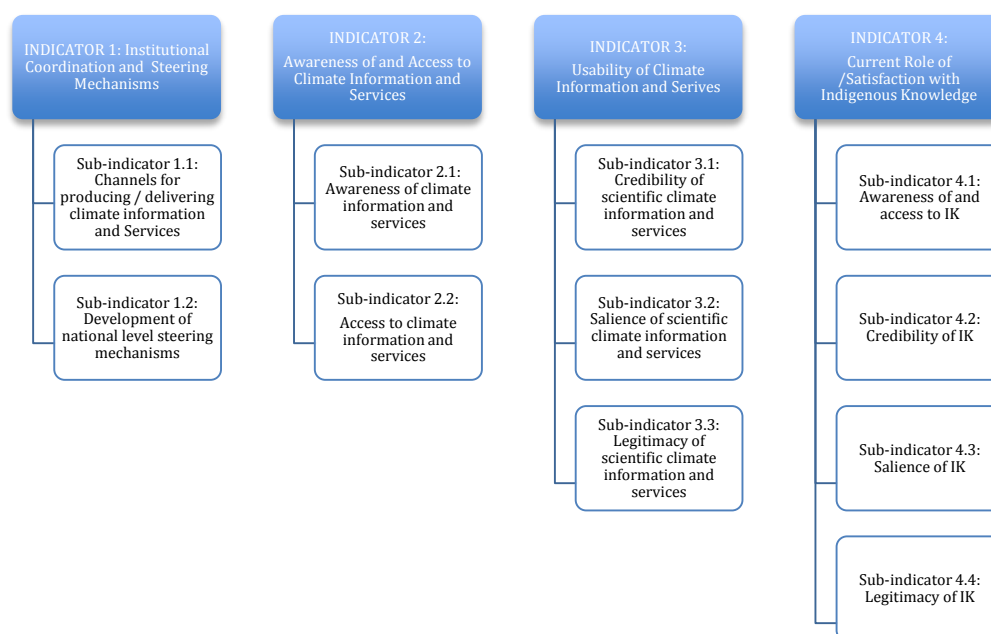 INDICATOR 1: Institutional
Coordination and Steering
Mechanisms
Sub-indicator 1.1:
Channels for
producing / delivering
climate information
and Services
Sub-indicator 1.2:
Development of
national level steering
mechanisms
INDICATOR 2:
Awareness of and Access to
Climate Information and
Services
Sub-indicator 2.1:
Awareness of climate
information and
services
Sub-indicator 2.2:
Access to climate
information and
services
INDICATOR 3:
Usability of Climate
Information and Serives
Sub-indicator 3.1:
Credibility of
scientific climate
information and
services
Sub-indicator 3.2:
Salience of scientific
climate information
and services
Sub-indicator 3.3:
Legitimacy of
scientific climate
information and
services
INDICATOR 4:
Current Role of
/Satisfaction with
Indigenous Knowledge
Sub-indicator 4.1:
Awareness of and
access to IK
Sub-indicator 4.2:
Credibility of IK
Sub-indicator 4.3:
Salience of IK
Sub-indicator 4.4:
Legitimacy of IK